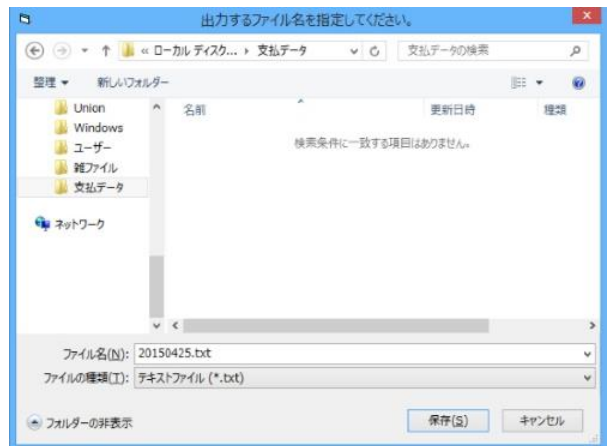 出力するファイル名を指定してください。
« ローカル ディスク... › 支払データ
支払データの検索
整理 新しいフォルダー
名前 更新日時 種類
検索条件に一致する項目はありません。
Union
Windows
ユーザー
雑ファイル
支払データ
ネットワーク
ファイル名(N): 20150425.txt
ファイルの種類(T): テキストファイル (*.txt)
フォルダーの非表示 保存(S) キャンセル